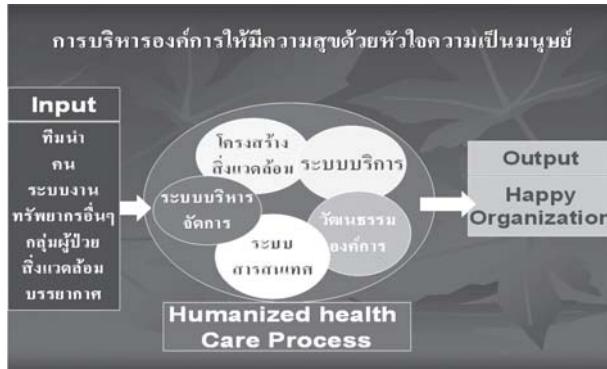 การบริหารองค์การให้มีความสุขด้วยหัวใจความเป็นมนุษย์
Input
ทีมนำ
คน
ระบบงาน
ทรัพยากรอื่นๆ
กลุ่มผู้ป่วย
สิ่งแวดล้อม
บรรยากาศ
โครงสร้าง
สิ่งแวดล้อม
ระบบบริการ
ระบบบริหาร
จัดการ
วัฒนธรรม
องค์การ
ระบบ
สารสนเทศ
Humanized health
Care Process
Output
Happy
Organization